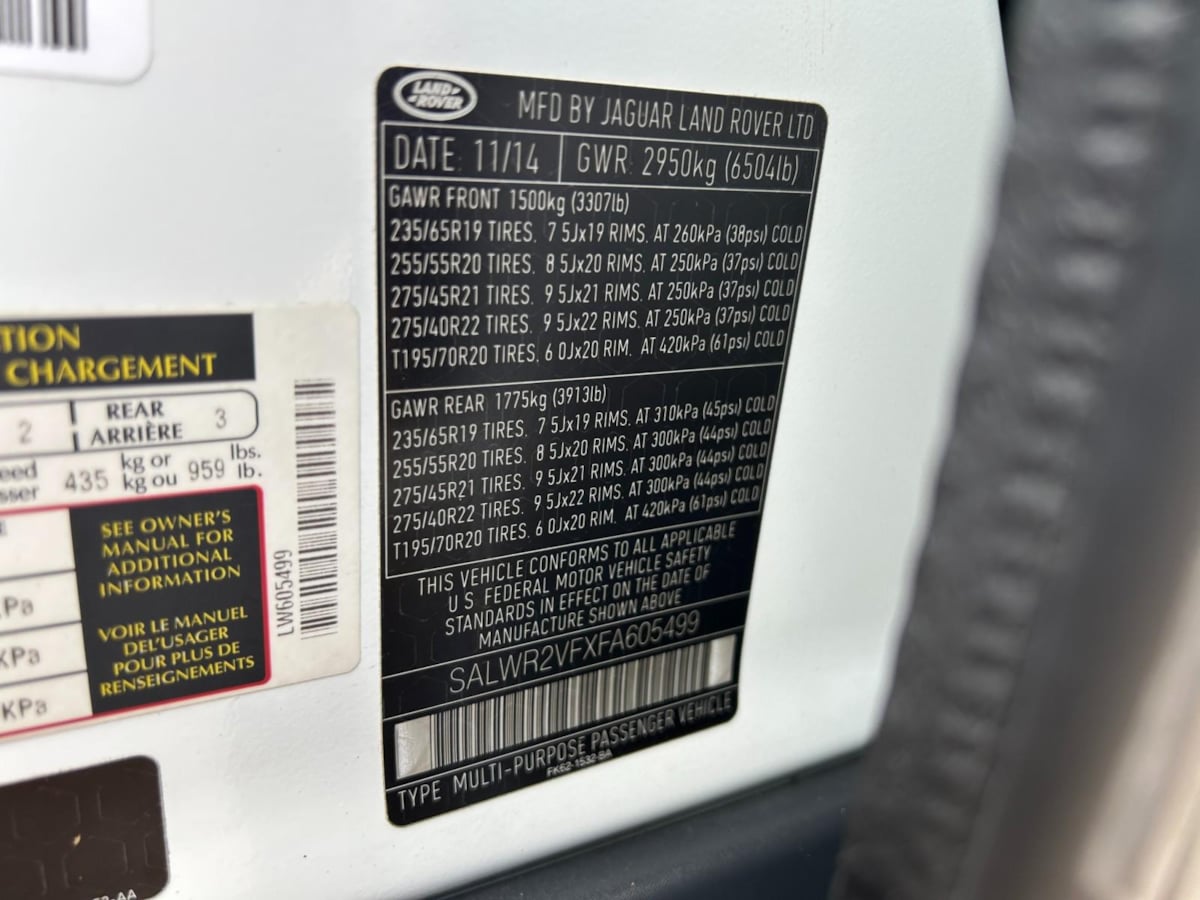 LAND-
-ROVER
MFD BY JAGUAR LAND ROVER LTD
DATE 11/14 GWR 2950kg (6504lb)
GAWR FRONT 1500kg (3307lb)
235/65R19 TIRES. 7 5Jx19 RIMS. AT 260kPa (38psi) COLD
255/55R20 TIRES. 8 5Jx20 RIMS. AT 250kPa (37psi) COLD
275/45R21 TIRES. 9 5Jx21 RIMS. AT 250kPa (37psi) COLD
275/40R22 TIRES. 9 5Jx22 RIMS. AT 250kPa (37psi) COLD
T195/70R20 TIRES. 6 0Jx20 RIM. AT 420kPa (61psi) COLD
GAWR REAR 1775kg (3913lb)
235/65R19 TIRES. 7 5Jx19 RIMS. AT 310kPa (45psi) COLD
255/55R20 TIRES. 8 5Jx20 RIMS. AT 300kPa (44psi) COLD
275/45R21 TIRES. 9 5Jx21 RIMS. AT 300kPa (44psi) COLD
275/40R22 TIRES. 9 5Jx22 RIMS. AT 300kPa (44psi) COLD
T195/70R20 TIRES. 6 0Jx20 RIM. AT 420kPa (61psi) COLD
THIS VEHICLE CONFORMS TO ALL APPLICABLE
U S FEDERAL MOTOR VEHICLE SAFETY
STANDARDS IN EFFECT ON THE DATE OF
MANUFACTURE SHOWN ABOVE
SALWR2VFXFA605499
TYPE MULTI-PURPOSE PASSENGER VEHICLE
FK62-1532-BA
TION
CHARGEMENT
2 REAR 3
ARRIÈRE
eed 435 kg or 959 lbs.
sser kg ou lb.
SEE OWNER'S
MANUAL FOR
ADDITIONAL
INFORMATION
VOIR LE MANUEL
DEL'USAGER
POUR PLUS DE
RENSEIGNEMENTS
KPa
KPa
LW605499